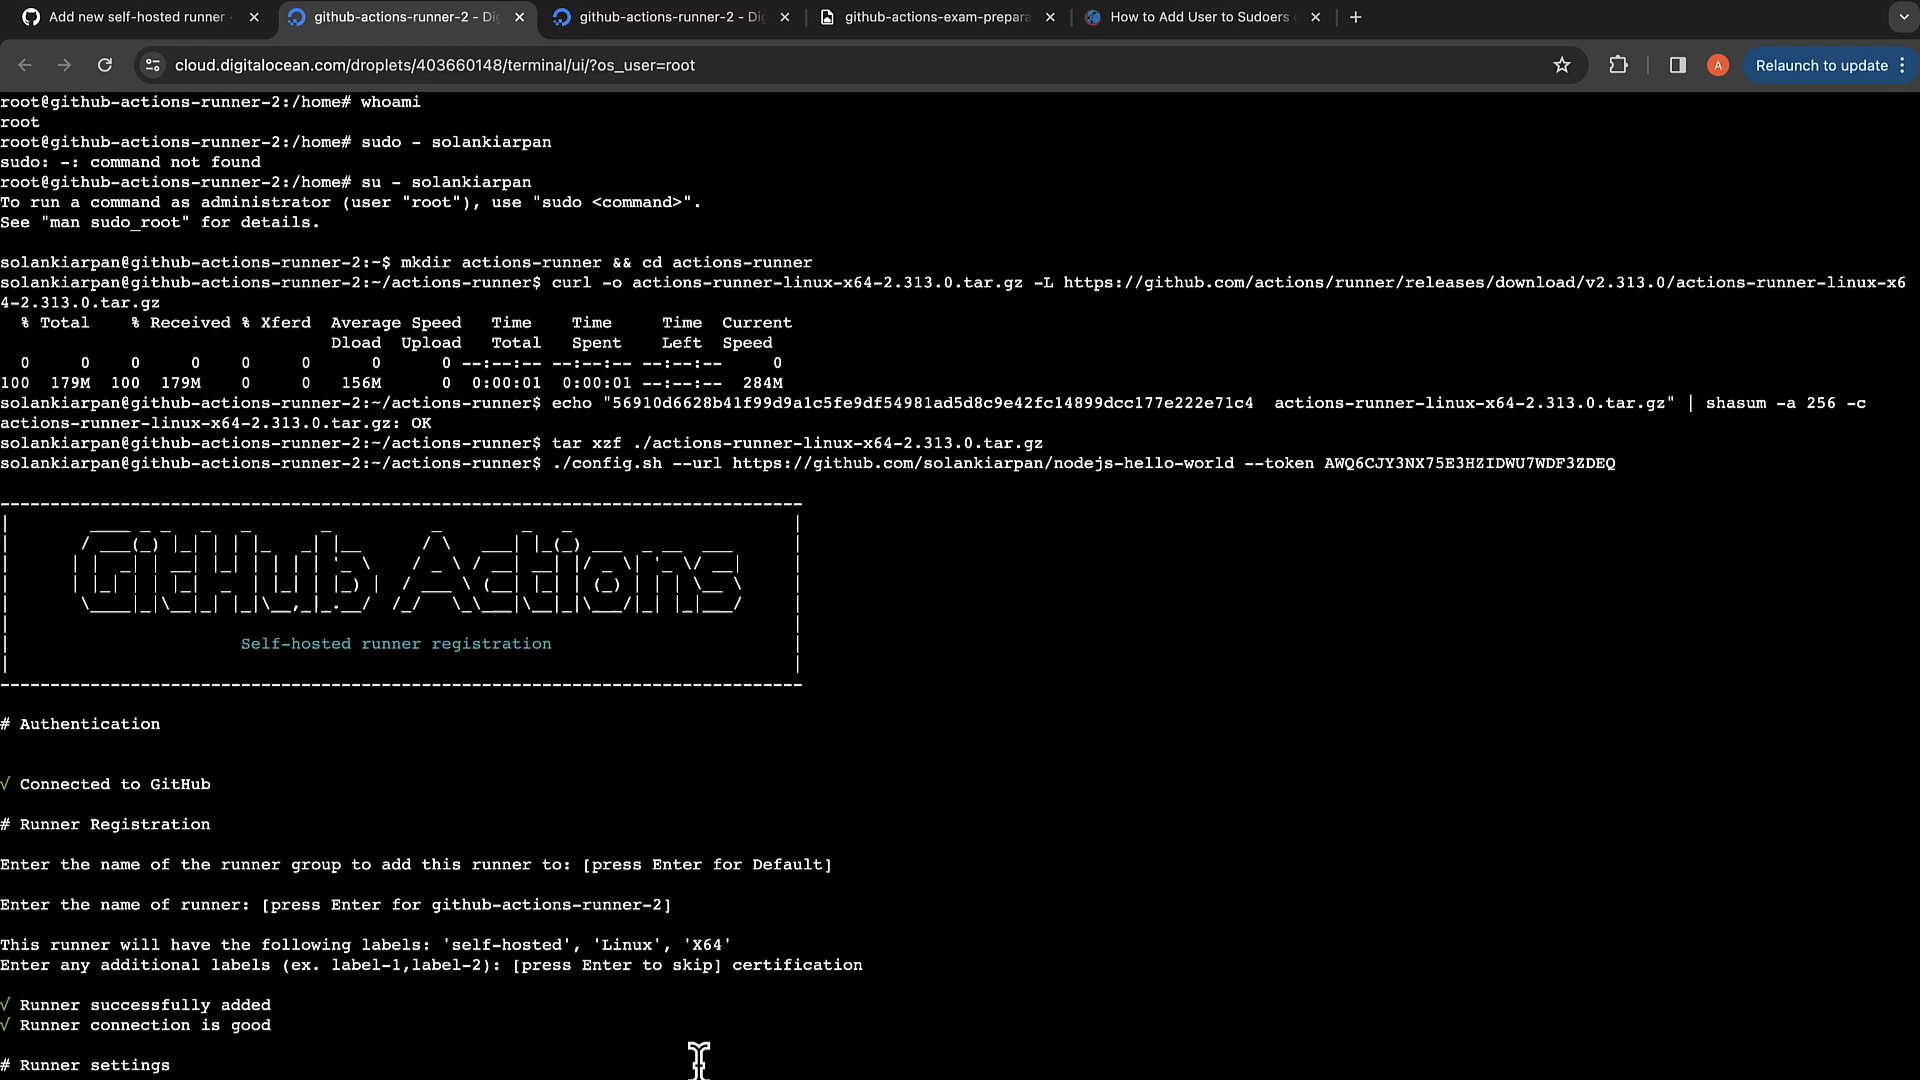 Add new self-hosted runner
github-actions-runner-2 - Dig
github-actions-runner-2 - Dig
github-actions-exam-prepara
How to Add User to Sudoers
cloud.digitalocean.com/droplets/403660148/terminal/ui/?os_user=root
A
Relaunch to update
root@github-actions-runner-2:/home# whoami
root
root@github-actions-runner-2:/home# sudo - solankiarpan
sudo: -: command not found
root@github-actions-runner-2:/home# su - solankiarpan
To run a command as administrator (user "root"), use "sudo <command>".
See "man sudo_root" for details.
solankiarpan@github-actions-runner-2:~$ mkdir actions-runner && cd actions-runner
solankiarpan@github-actions-runner-2:~/actions-runner$ curl -o actions-runner-linux-x64-2.313.0.tar.gz -L https://github.com/actions/runner/releases/download/v2.313.0/actions-runner-linux-x6
4-2.313.0.tar.gz
% Total % Received % Xferd Average Speed Time Time Time Current
Dload Upload Total Spent Left Speed
0 0 0 0 0 0 0 0 --:--:-- --:--:-- --:--:-- 0
100 179M 100 179M 0 0 156M 0 0:00:01 0:00:01 --:--:-- 284M
solankiarpan@github-actions-runner-2:~/actions-runner$ echo "56910d6628b41f99d9a1c5fe9df54981ad5d8c9e42fc14899dcc177e222e71c4  actions-runner-linux-x64-2.313.0.tar.gz" | shasum -a 256 -c
actions-runner-linux-x64-2.313.0.tar.gz: OK
solankiarpan@github-actions-runner-2:~/actions-runner$ tar xzf ./actions-runner-linux-x64-2.313.0.tar.gz
solankiarpan@github-actions-runner-2:~/actions-runner$ ./config.sh --url https://github.com/solankiarpan/nodejs-hello-world --token AWQ6CJY3NX75E3HZIDWU7WDF3ZDEQ
GitHub Actions
Self-hosted runner registration
# Authentication
√ Connected to GitHub
# Runner Registration
Enter the name of the runner group to add this runner to: [press Enter for Default]
Enter the name of runner: [press Enter for github-actions-runner-2]
This runner will have the following labels: 'self-hosted', 'Linux', 'X64'
Enter any additional labels (ex. label-1,label-2): [press Enter to skip] certification
√ Runner successfully added
√ Runner connection is good
# Runner settings